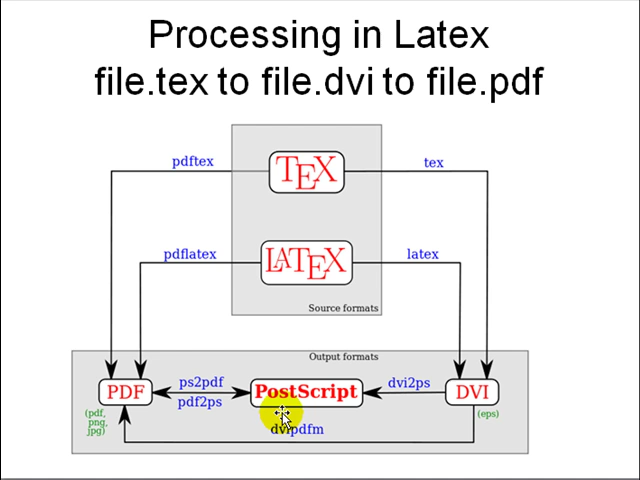 Processing in Latex
file.tex to file.dvi to file.pdf
pdftex
TEX
tex
pdflatex
LATEX
latex
Source formats
Output formats
PDF
ps2pdf
pdf2ps
PostScript
dvi2ps
DVI
(pdf,
png,
jpg)
(eps)
dvipdfm